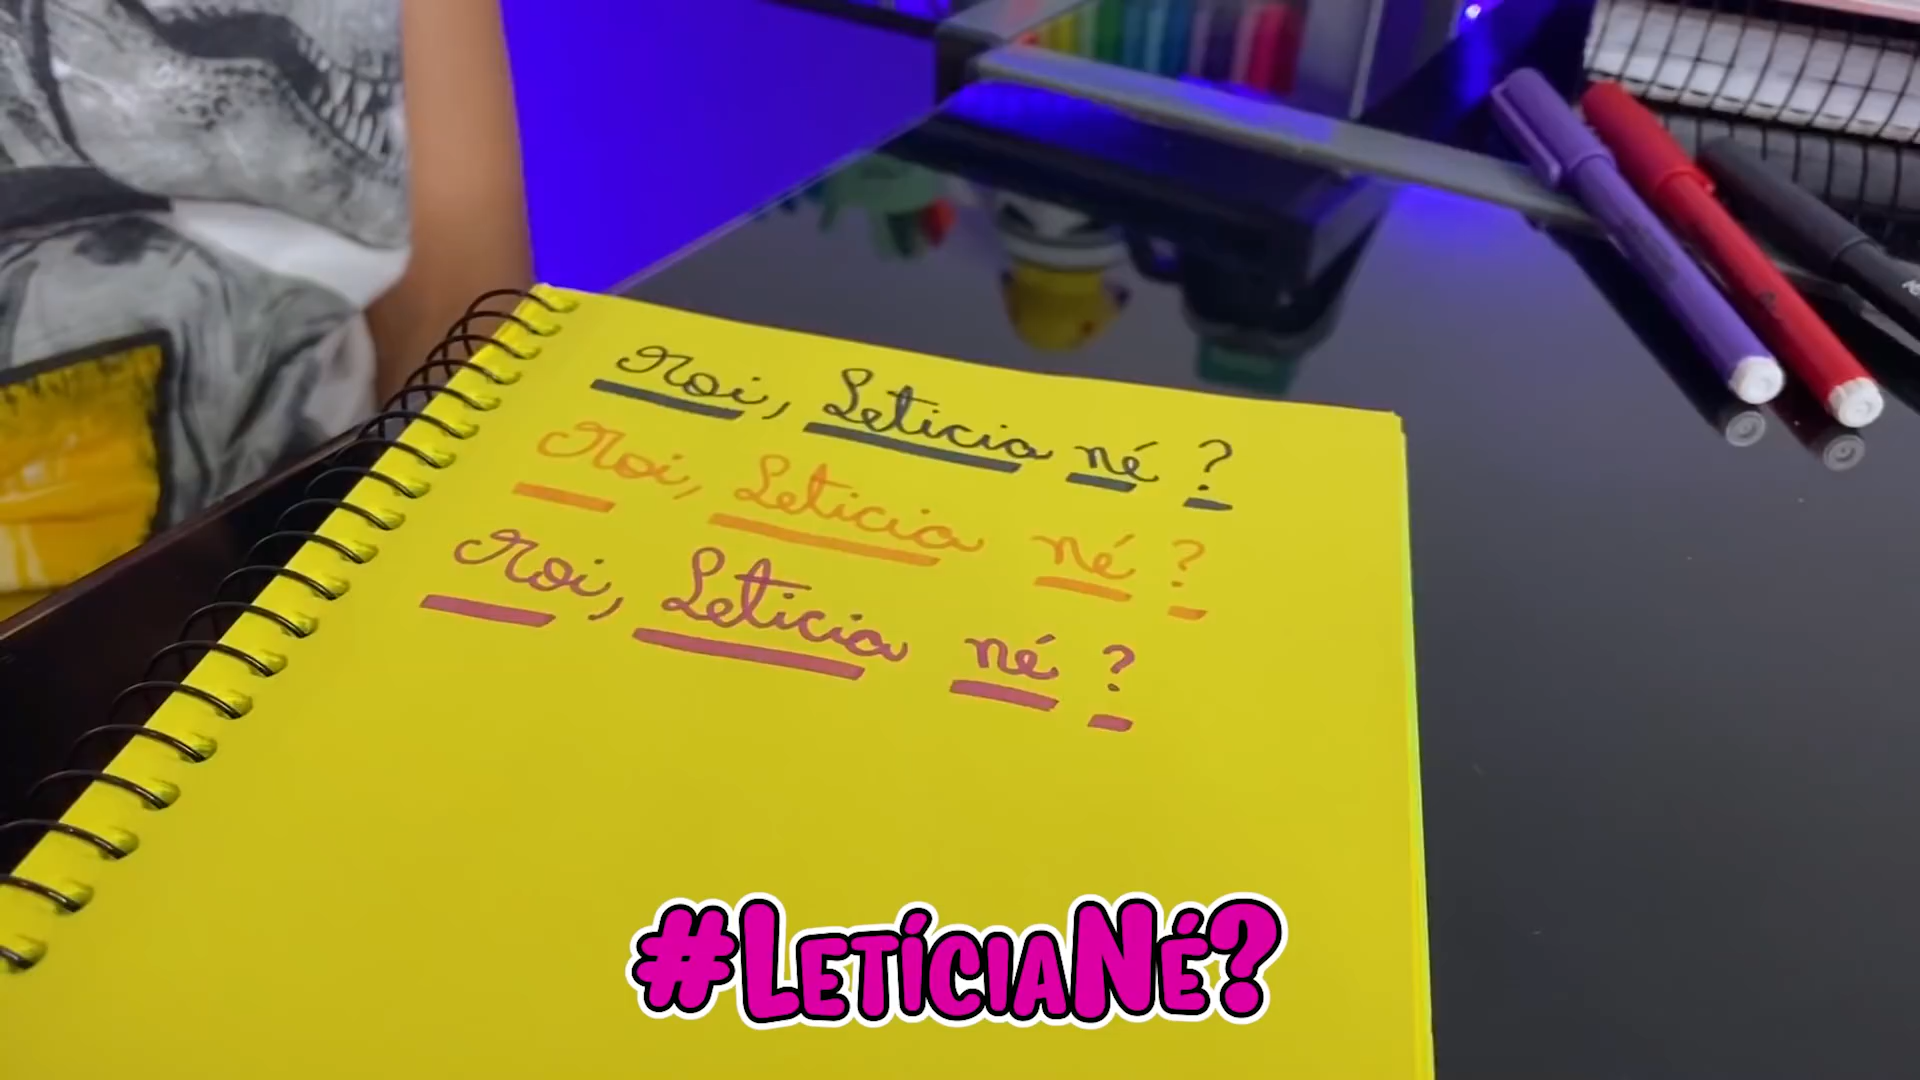 roi, Leticia né ?
roi, Leticia né ?
roi, Leticia né ?
#LetíciaNé?